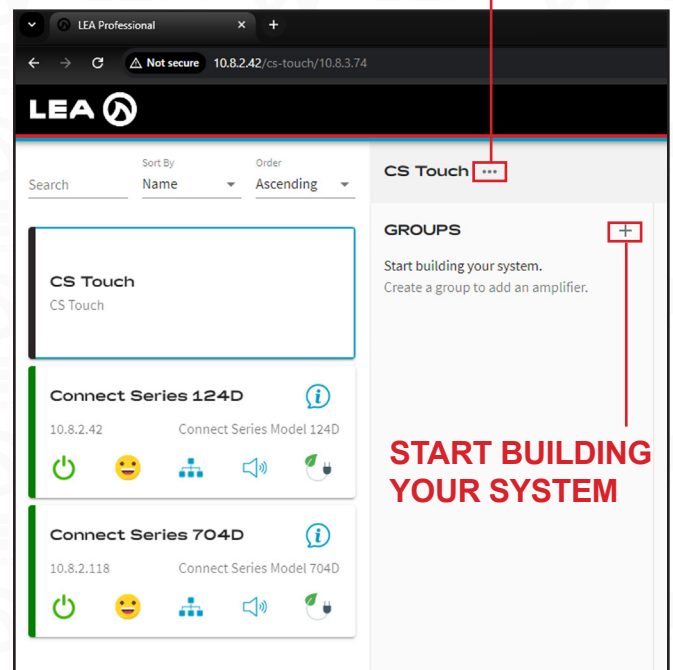 LEA Professional
Not secure 10.8.2.42/cs-touch/10.8.3.74
LEA
Search
Sort By
Name
Order
Ascending
CS Touch
CS Touch
Connect Series 124D
10.8.2.42 Connect Series Model 124D
Connect Series 704D
10.8.2.118 Connect Series Model 704D
CS Touch ...
GROUPS
Start building your system.
Create a group to add an amplifier.
START BUILDING
YOUR SYSTEM